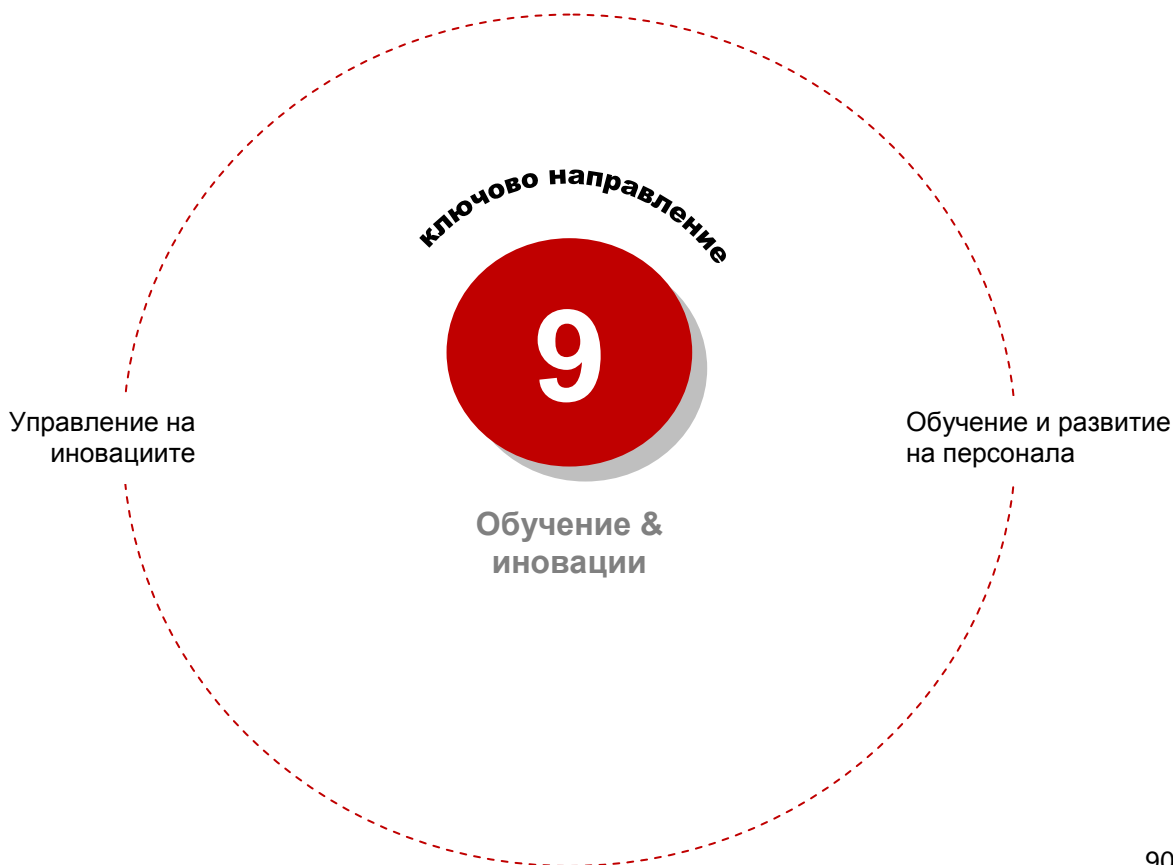 ключово направление
9
Управление на
иновациите
Обучение и развитие
на персонала
Обучение &
иновации
90